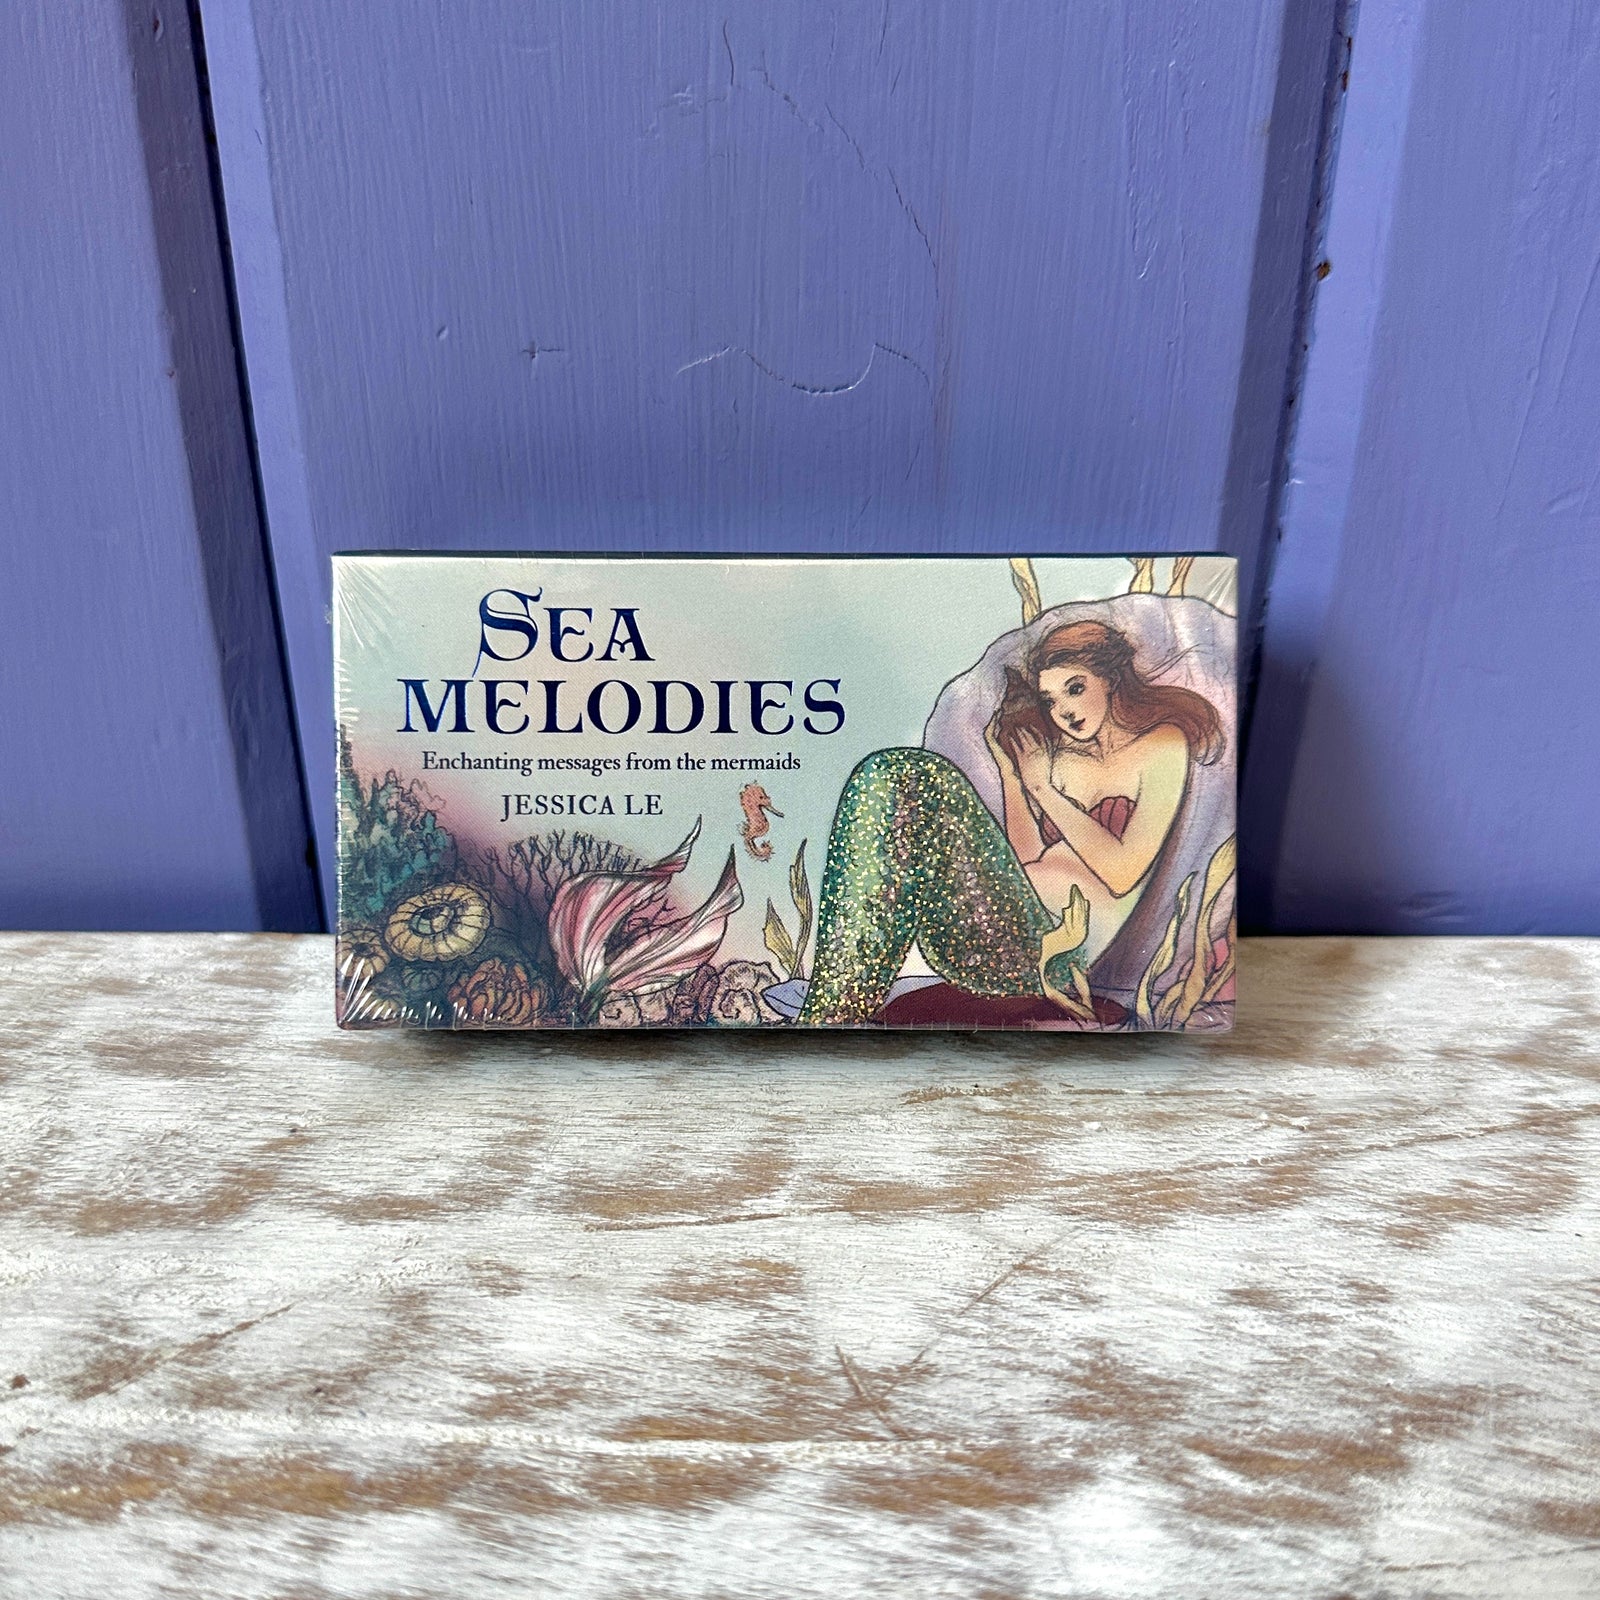 SEA
MELODIES
Enchanting messages from the mermaids
JESSICA LE